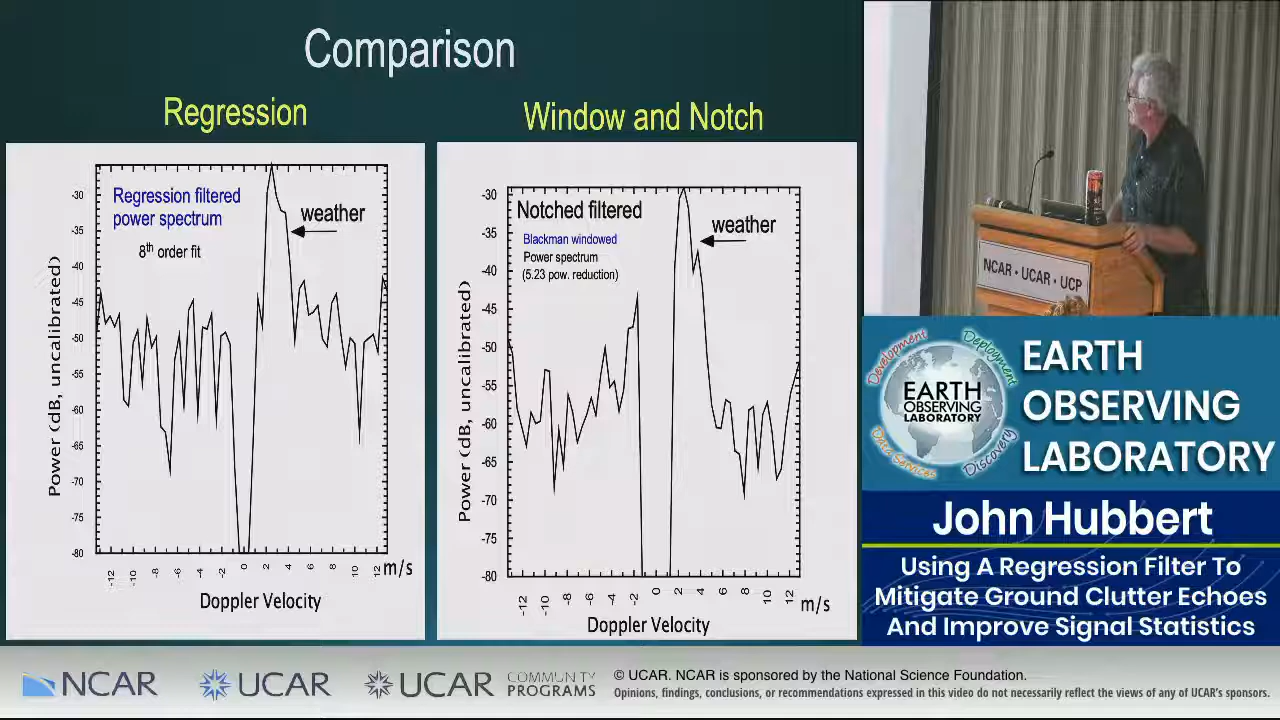 Comparison
Regression
Window and Notch
Regression filtered
power spectrum
8th order fit
weather
Power (dB, uncalibrated)
-30
-35
-40
-45
-50
-55
-60
-65
-70
-75
-80
-12 -10 -8 -6 -4 -2 0 2 4 6 8 10 12 m/s
Doppler Velocity
Notched filtered
Blackman windowed
Power spectrum
(5.23 pow. reduction)
weather
Power (dB, uncalibrated)
-30
-35
-40
-45
-50
-55
-60
-65
-70
-75
-80
-12 -10 -8 -6 -4 -2 0 2 4 6 8 10 12 m/s
Doppler Velocity
NCAR • UCAR • UCP
Development
Deployment
Data Services
Discovery
EARTH
OBSERVING
LABORATORY
EARTH
OBSERVING
LABORATORY
John Hubbert
Using A Regression Filter To
Mitigate Ground Clutter Echoes
And Improve Signal Statistics
NCAR
UCAR
UCAR
COMMUNITY
PROGRAMS
© UCAR. NCAR is sponsored by the National Science Foundation.
Opinions, findings, conclusions, or recommendations expressed in this video do not necessarily reflect the views of any of UCAR's sponsors.